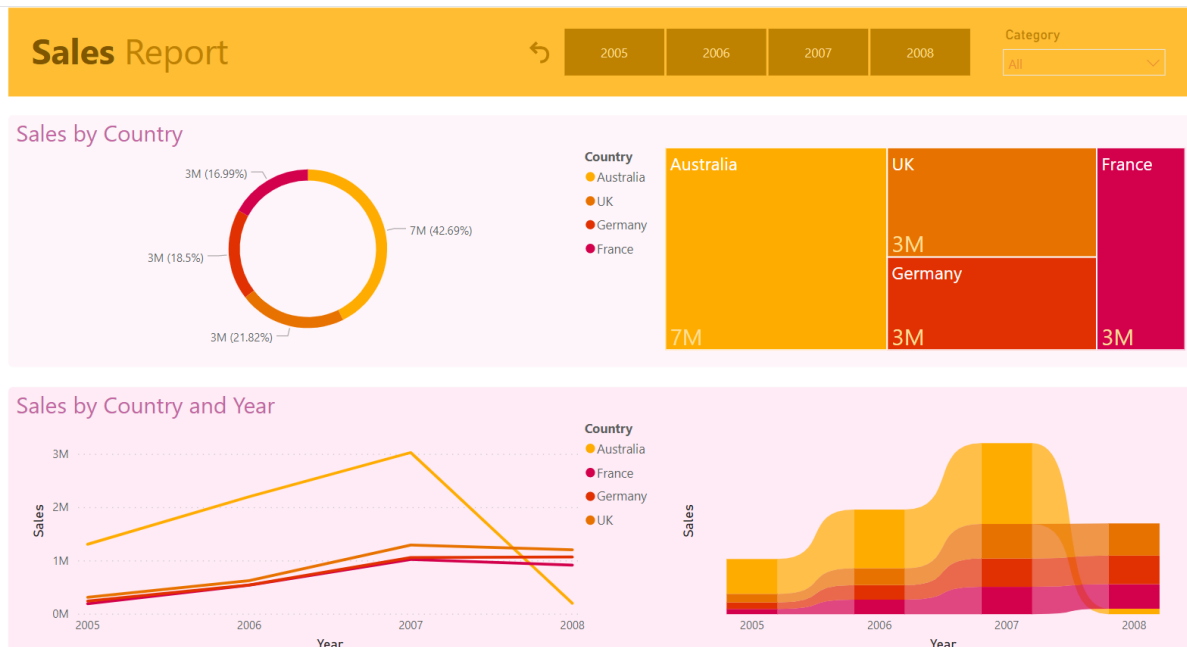 Sales Report
2005
2006
2007
2008
Category
All
Sales by Country
3M (16.99%)
7M (42.69%)
3M (18.5%)
3M (21.82%)
Country
Australia
UK
Germany
France
Australia
7M
UK
3M
Germany
3M
France
3M
Sales by Country and Year
Sales
3M
2M
1M
0M
2005
2006
2007
2008
Year
Country
Australia
France
Germany
UK
Sales
2005
2006
2007
2008
Year